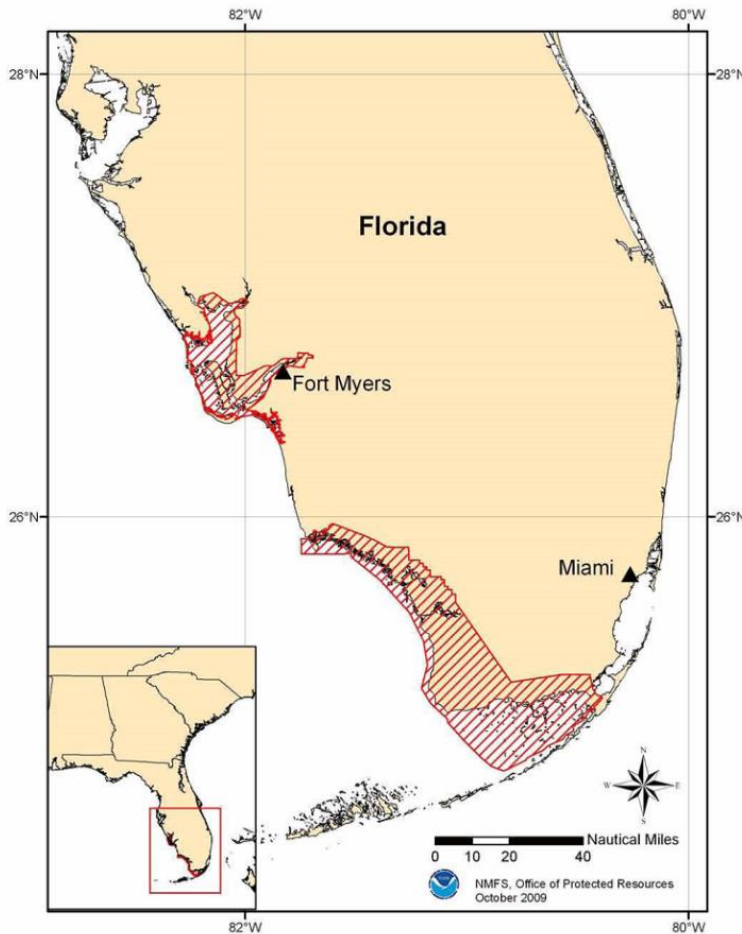 82°W
80°W
28°N
28°N
Florida
Fort Myers
26°N
26°N
Miami
N
W
E
S
Nautical Miles
0 10 20 40
NMFS, Office of Protected Resources
October 2009
82°W
80°W